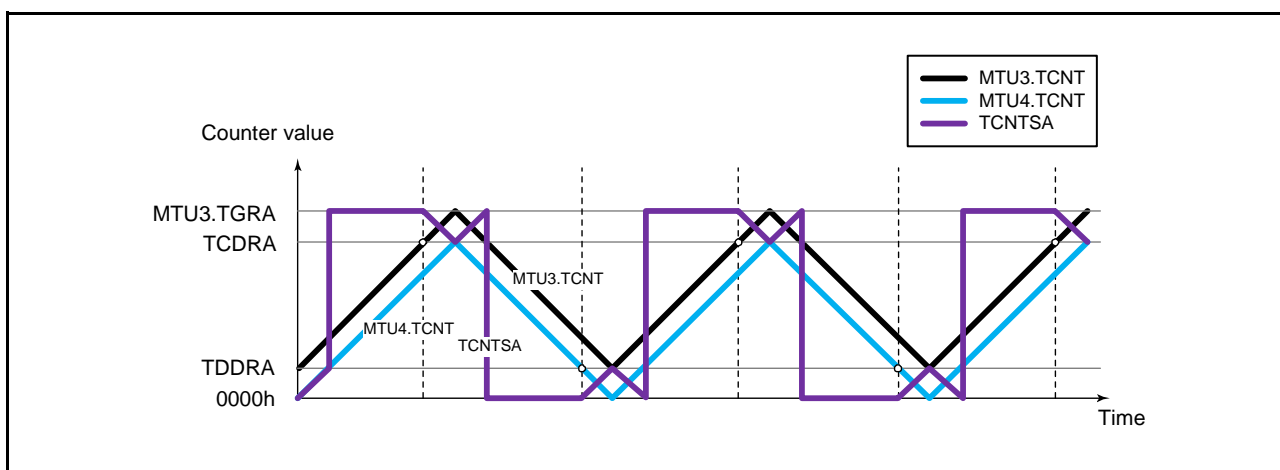 MTU3.TCNT
MTU4.TCNT
TCNTSA
Counter value
MTU3.TGRA
TCDRA
MTU3.TCNT
MTU4.TCNT
TCNTSA
TDDRA
0000h
Time